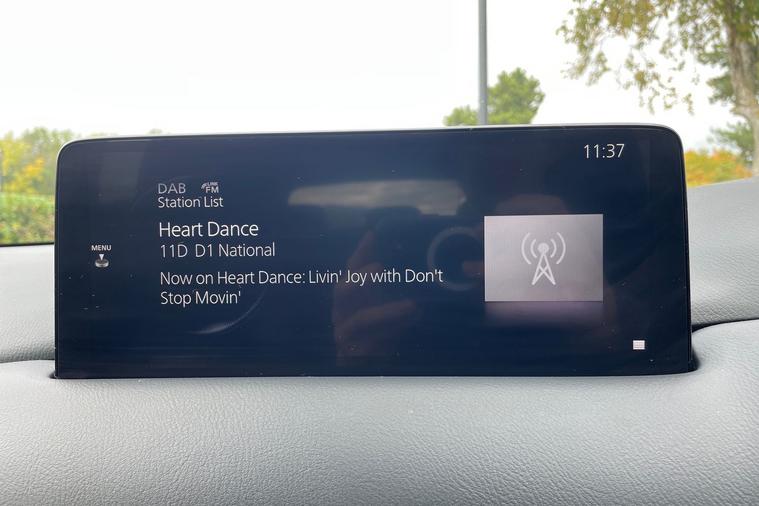 11:37
DAB LINK FM
Station List
Heart Dance
11D D1 National
MENU
Now on Heart Dance: Livin' Joy with Don't
Stop Movin'